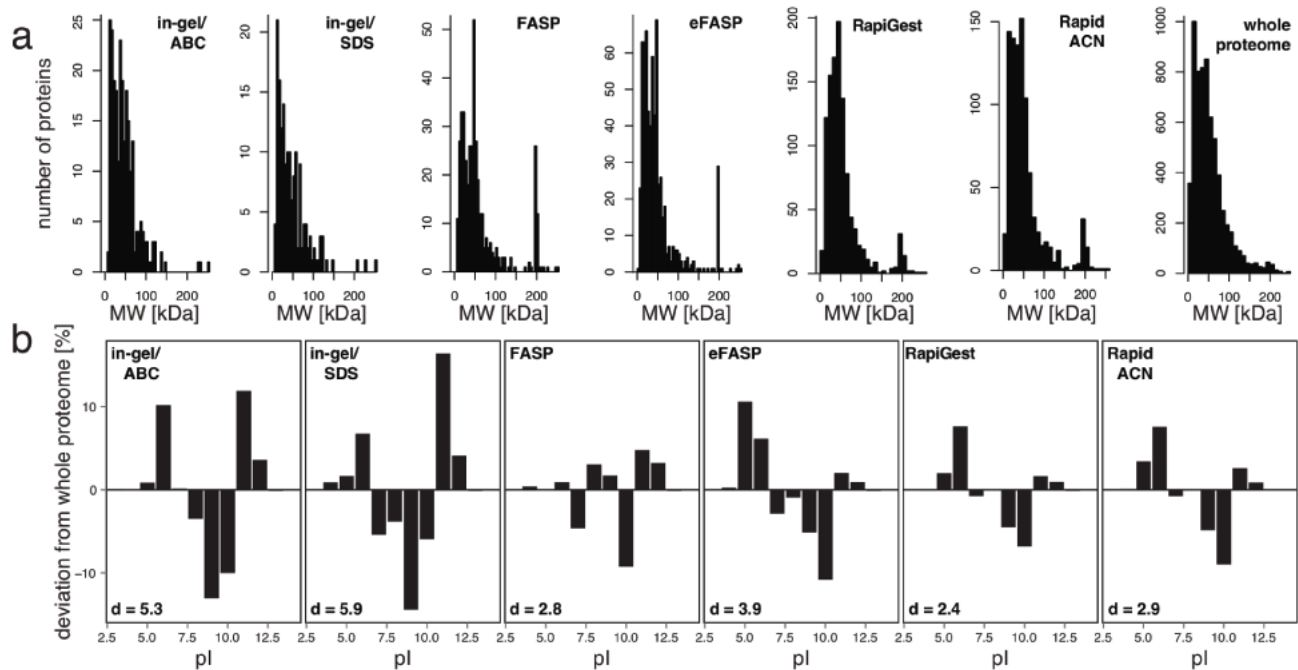 a
in-gel/
ABC
in-gel/
SDS
FASP
eFASP
RapiGest
Rapid
ACN
whole
proteome
number of proteins
0 5 10 15 20 25
0 5 10 15 20
0 10 20 30 40 50
0 10 20 30 40 50 60
0 50 100 150 200
0 50 100 150
0 200 400 600 800 1000
0 100 200
0 100 200
0 100 200
0 100 200
0 100 200
0 100 200
0 100 200
MW [kDa]
MW [kDa]
MW [kDa]
MW [kDa]
MW [kDa]
MW [kDa]
MW [kDa]
b
deviation from whole proteome [%]
10
0
−10
in-gel/
ABC
d = 5.3
in-gel/
SDS
d = 5.9
FASP
d = 2.8
eFASP
d = 3.9
RapiGest
d = 2.4
Rapid
ACN
d = 2.9
2.5 5.0 7.5 10.0 12.5
2.5 5.0 7.5 10.0 12.5
2.5 5.0 7.5 10.0 12.5
2.5 5.0 7.5 10.0 12.5
2.5 5.0 7.5 10.0 12.5
2.5 5.0 7.5 10.0 12.5
pI
pI
pI
pI
pI
pI